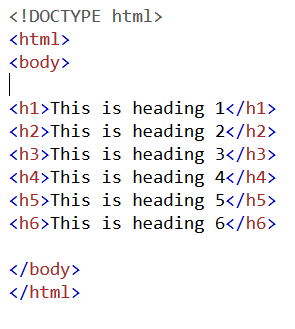 <!DOCTYPE html>
<html>
<body>
<h1>This is heading 1</h1>
<h2>This is heading 2</h2>
<h3>This is heading 3</h3>
<h4>This is heading 4</h4>
<h5>This is heading 5</h5>
<h6>This is heading 6</h6>
</body>
</html>